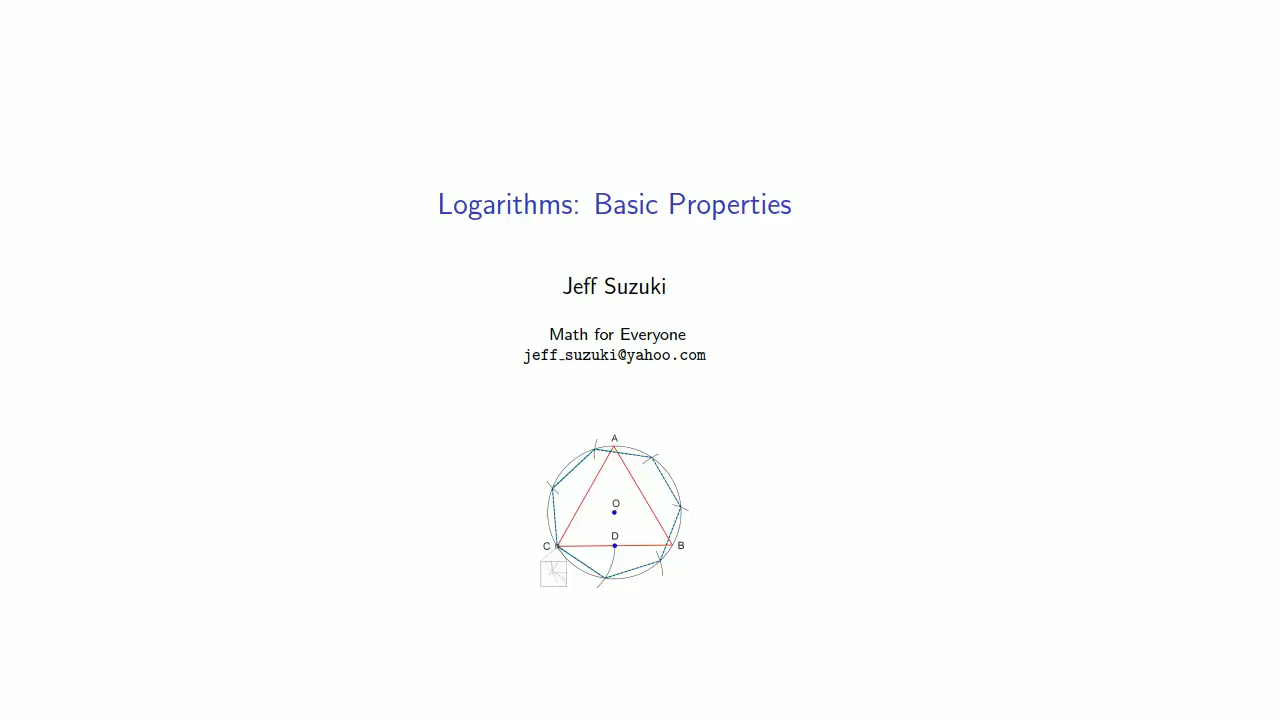 Logarithms: Basic Properties
Jeff Suzuki
Math for Everyone
jeff_suzuki@yahoo.com
A
O
D
C
B